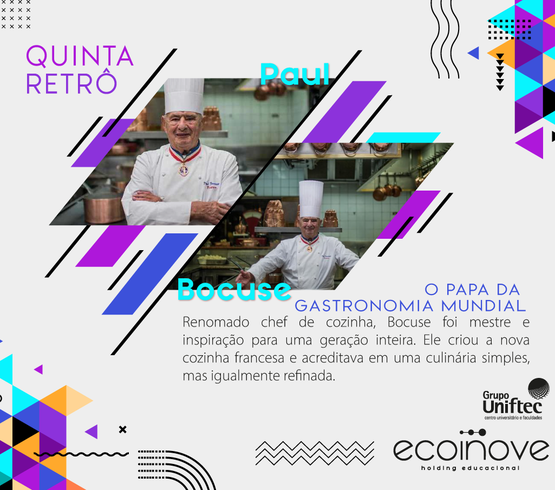 QUINTA
RETRÔ
Paul
Bocuse
O PAPA DA
GASTRONOMIA MUNDIAL
Renomado chef de cozinha, Bocuse foi mestre e
inspiração para uma geração inteira. Ele criou a nova
cozinha francesa e acreditava em uma culinária simples,
mas igualmente refinada.
Grupo
Uniftec
centro universitário e faculdades
ecoinove
holding educacional